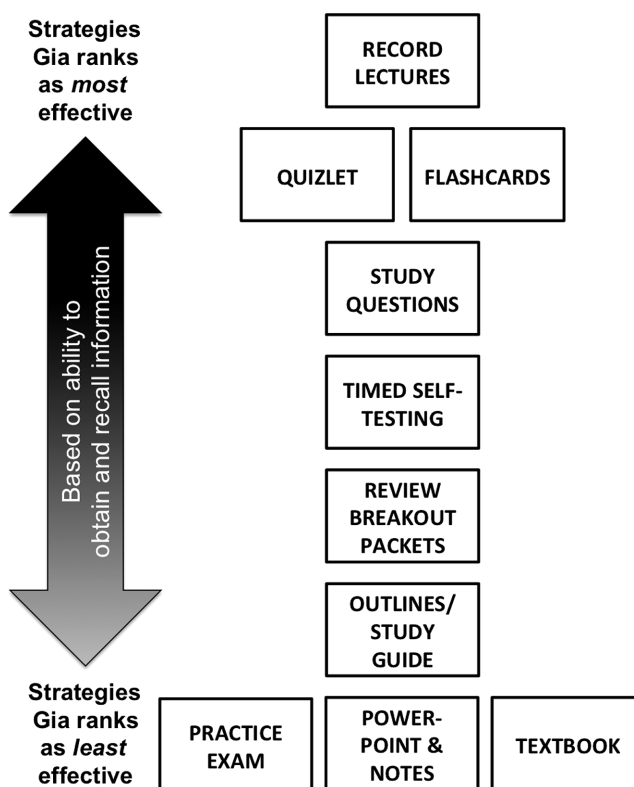 Strategies
Gia ranks
as most
effective
RECORD
LECTURES
QUIZLET
FLASHCARDS
STUDY
QUESTIONS
TIMED SELF-
TESTING
REVIEW
BREAKOUT
PACKETS
OUTLINES/
STUDY
GUIDE
Based on ability to
obtain and recall information
Strategies
Gia ranks
as least
effective
PRACTICE
EXAM
POWER-
POINT &
NOTES
TEXTBOOK